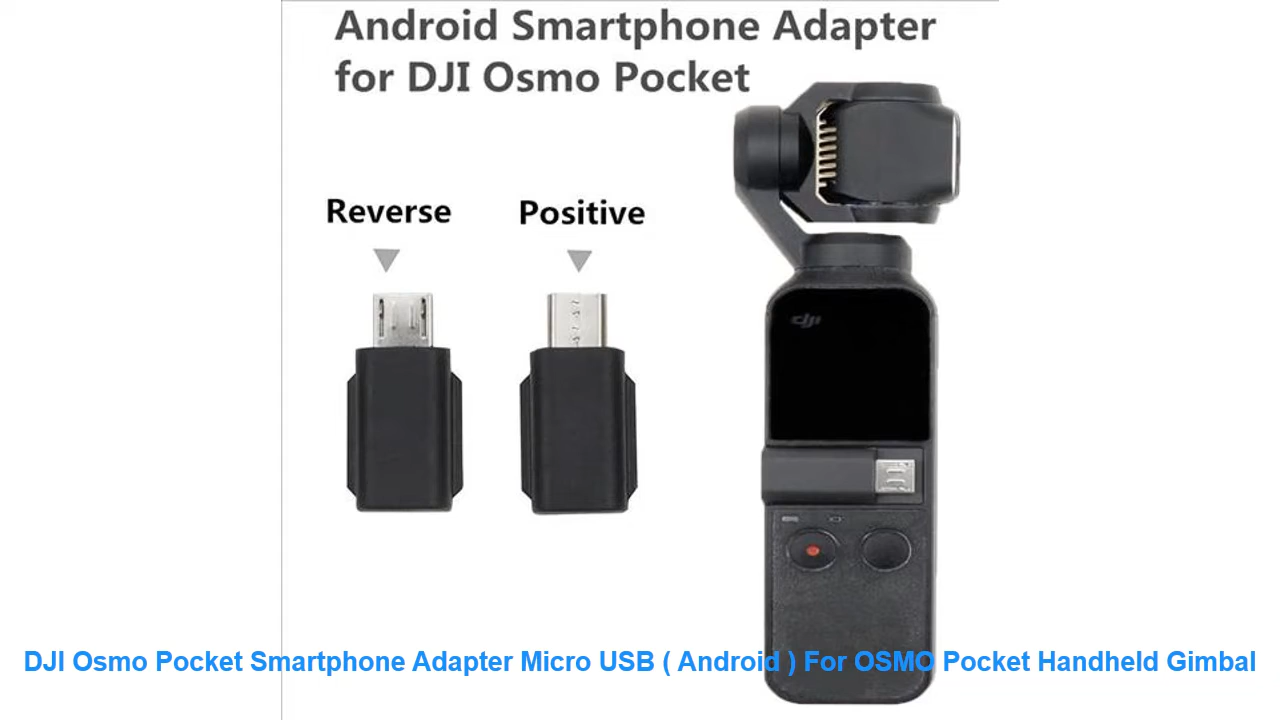 Android Smartphone Adapter
for DJI Osmo Pocket
Reverse
Positive
dji
DJI Osmo Pocket Smartphone Adapter Micro USB ( Android ) For OSMO Pocket Handheld Gimbal